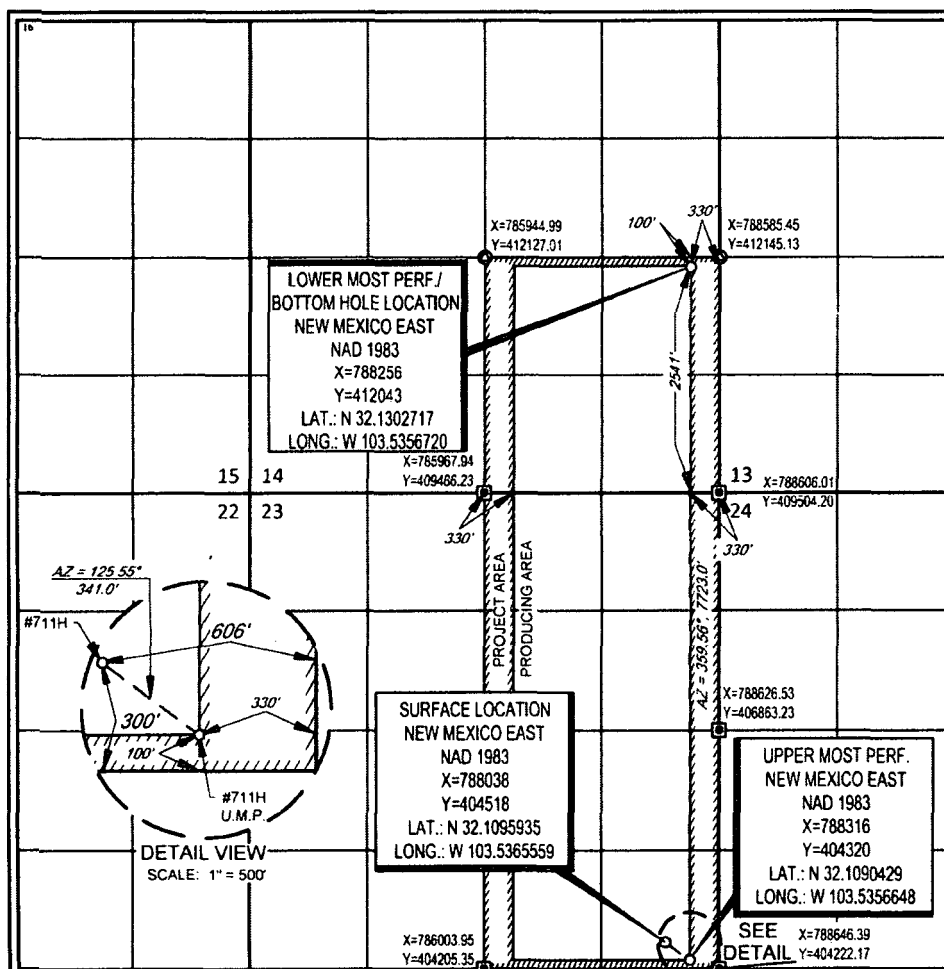 16
X=785944.99
Y=412127.01
100'
330'
X=788585.45
Y=412145.13
LOWER MOST PERF./
BOTTOM HOLE LOCATION
NEW MEXICO EAST
NAD 1983
X=788256
Y=412043
LAT.: N 32.1302717
LONG.: W 103.5356720
2541'
X=785967.94
Y=409466.23
15 14
22 23
13
24
X=788606.01
Y=409504.20
330'
330'
AZ = 125.55°
341.0'
#711H
606'
300'
330'
100'
#711H
U.M.P.
DETAIL VIEW
SCALE: 1" = 500'
PROJECT AREA
PRODUCING AREA
AZ = 359.56°, 7723.0'
X=788626.53
Y=406863.23
SURFACE LOCATION
NEW MEXICO EAST
NAD 1983
X=788038
Y=404518
LAT.: N 32.1095935
LONG.: W 103.5365559
UPPER MOST PERF.
NEW MEXICO EAST
NAD 1983
X=788316
Y=404320
LAT.: N 32.1090429
LONG.: W 103.5356648
X=786003.95
Y=404205.35
SEE
DETAIL
X=788646.39
Y=404222.17